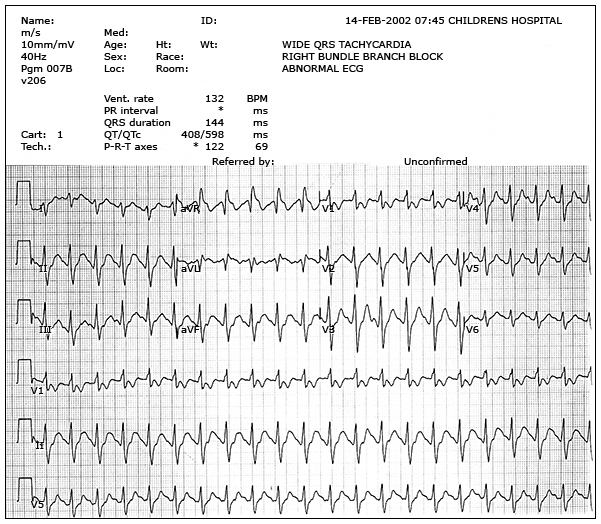 Name: ID: 14-FEB-2002 07:45 CHILDRENS HOSPITAL
m/s Med:
10mm/mV Age: Ht: Wt: WIDE QRS TACHYCARDIA
40Hz Sex: Race: RIGHT BUNDLE BRANCH BLOCK
Pgm 007B Loc: Room: ABNORMAL ECG
v206
Vent. rate 132 BPM
PR interval * ms
QRS duration 144 ms
Cart: 1 QT/QTc 408/598 ms
Tech.: P-R-T axes * 122 69
Referred by: Unconfirmed
I aVR V1 V4
II aVL V2 V5
III aVF V3 V6
V1
II
V5